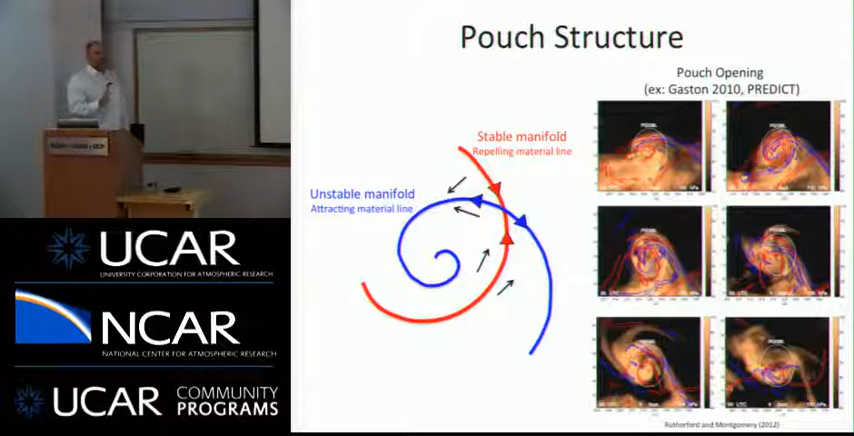 Pouch Structure
Pouch Opening
(ex: Gaston 2010, PREDICT)
Stable manifold
Repelling material line
Unstable manifold
Attracting material line
UCAR
UNIVERSITY CORPORATION FOR ATMOSPHERIC RESEARCH
NCAR
NATIONAL CENTER FOR ATMOSPHERIC RESEARCH
UCAR COMMUNITY
PROGRAMS
Rutherford and Montgomery (2012)